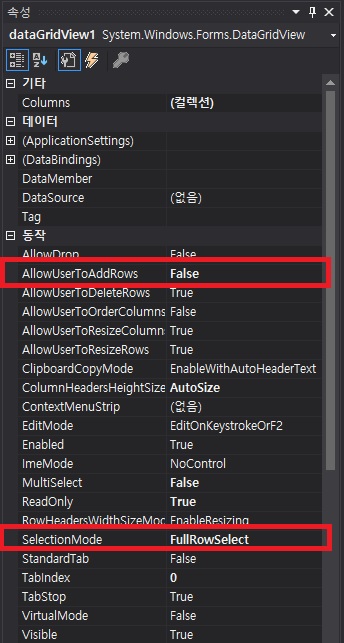 속성
dataGridView1 System.Windows.Forms.DataGridView
기타
Columns (컬렉션)
데이터
(ApplicationSettings)
(DataBindings)
DataMember
DataSource (없음)
Tag
동작
AllowDrop False
AllowUserToAddRows False
AllowUserToDeleteRows True
AllowUserToOrderColumns False
AllowUserToResizeColumns True
AllowUserToResizeRows True
ClipboardCopyMode EnableWithAutoHeaderText
ColumnHeadersHeightSize AutoSize
ContextMenuStrip (없음)
EditMode EditOnKeystrokeOrF2
Enabled True
ImeMode NoControl
MultiSelect False
ReadOnly True
RowHeadersWidthSizeMod EnableResizing
SelectionMode FullRowSelect
StandardTab False
TabIndex 0
TabStop True
VirtualMode False
Visible True